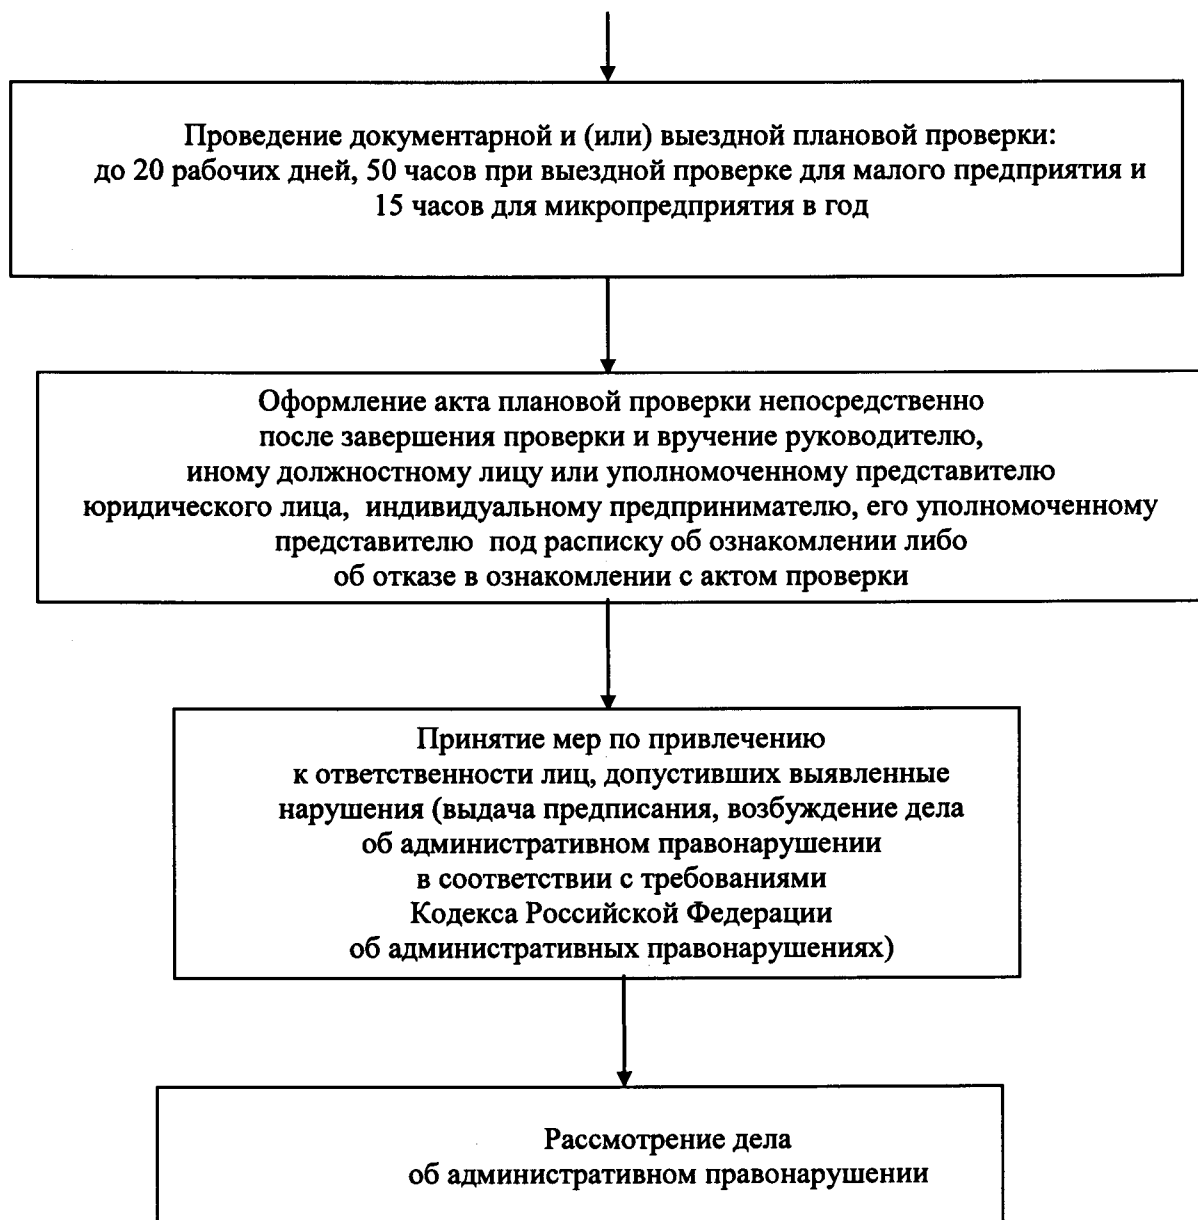 Проведение документарной и (или) выездной плановой проверки:
до 20 рабочих дней, 50 часов при выездной проверке для малого предприятия и
15 часов для микропредприятия в год
Оформление акта плановой проверки непосредственно
после завершения проверки и вручение руководителю,
иному должностному лицу или уполномоченному представителю
юридического лица, индивидуальному предпринимателю, его уполномоченному
представителю под расписку об ознакомлении либо
об отказе в ознакомлении с актом проверки
Принятие мер по привлечению
к ответственности лиц, допустивших выявленные
нарушения (выдача предписания, возбуждение дела
об административном правонарушении
в соответствии с требованиями
Кодекса Российской Федерации
об административных правонарушениях)
Рассмотрение дела
об административном правонарушении